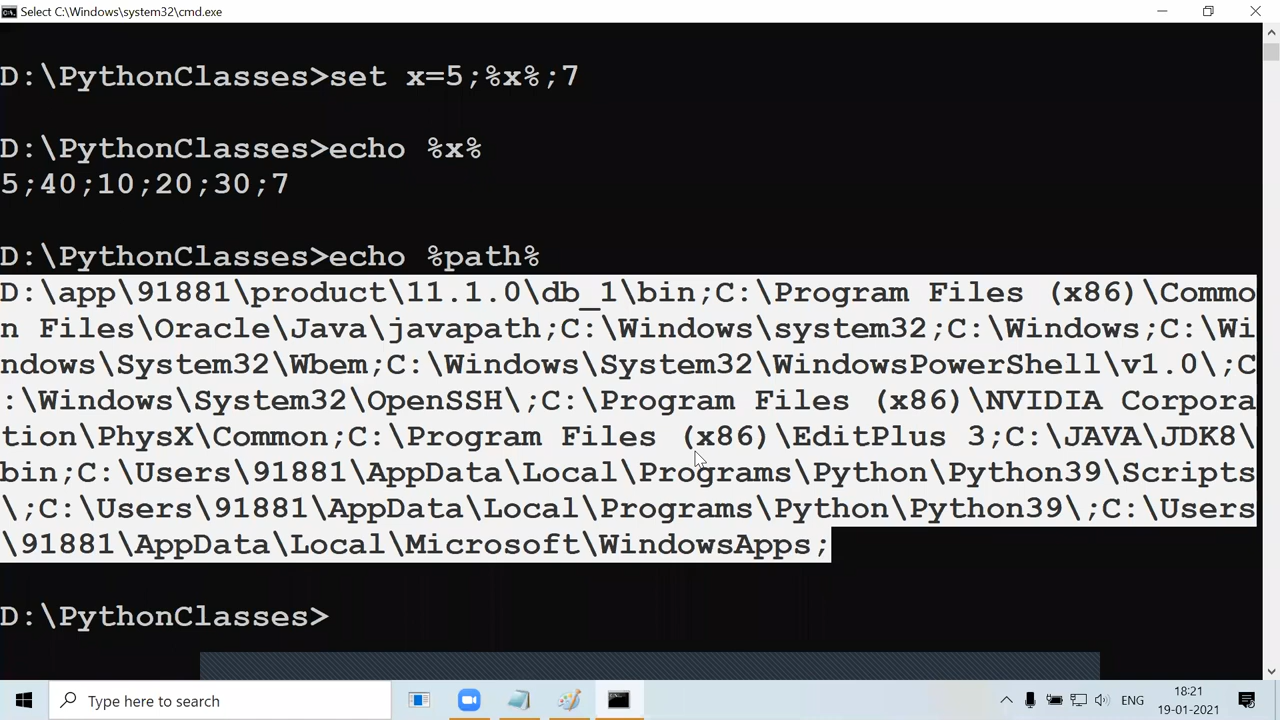 Select C:\Windows\system32\cmd.exe
D:\PythonClasses>set x=5;%x%;7
D:\PythonClasses>echo %x%
5;40;10;20;30;7
D:\PythonClasses>echo %path%
D:\app\91881\product\11.1.0\db_1\bin;C:\Program Files (x86)\Commo
n Files\Oracle\Java\javapath;C:\Windows\system32;C:\Windows;C:\Wi
ndows\System32\Wbem;C:\Windows\System32\WindowsPowerShell\v1.0\;C
:\Windows\System32\OpenSSH\;C:\Program Files (x86)\NVIDIA Corpora
tion\PhysX\Common;C:\Program Files (x86)\EditPlus 3;C:\JAVA\JDK8\
bin;C:\Users\91881\AppData\Local\Programs\Python\Python39\Scripts
\;C:\Users\91881\AppData\Local\Programs\Python\Python39\;C:\Users
\91881\AppData\Local\Microsoft\WindowsApps;
D:\PythonClasses>
Type here to search
ENG
18:21
19-01-2021